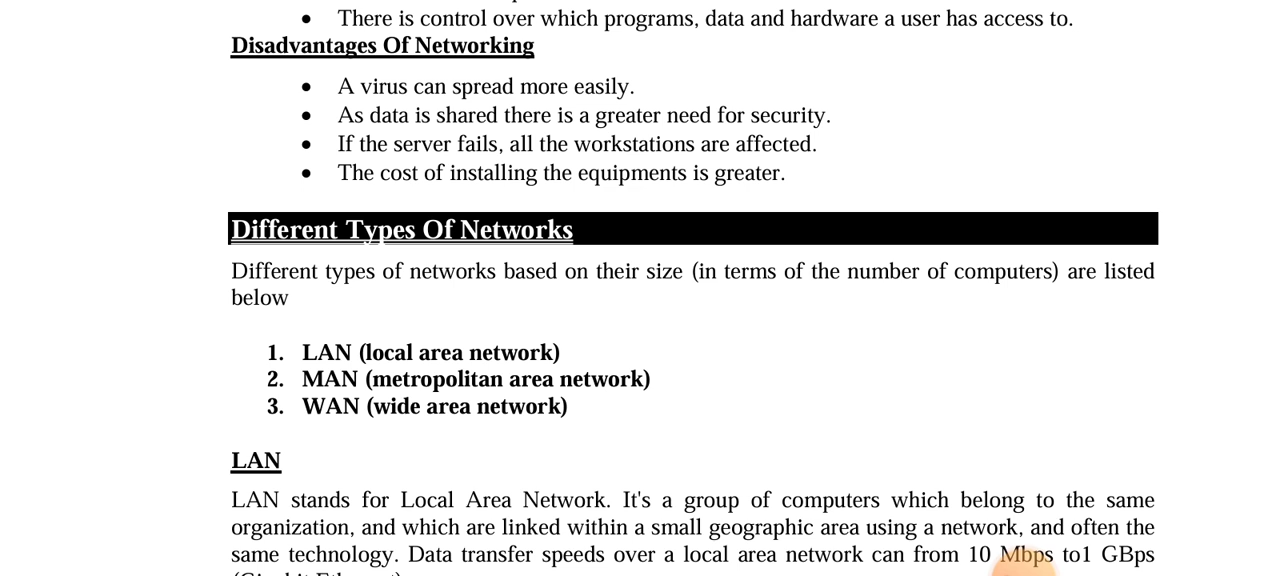 • There is control over which programs, data and hardware a user has access to.
Disadvantages Of Networking
• A virus can spread more easily.
• As data is shared there is a greater need for security.
• If the server fails, all the workstations are affected.
• The cost of installing the equipments is greater.
Different Types Of Networks
Different types of networks based on their size (in terms of the number of computers) are listed
below
1. LAN (local area network)
2. MAN (metropolitan area network)
3. WAN (wide area network)
LAN
LAN stands for Local Area Network. It's a group of computers which belong to the same
organization, and which are linked within a small geographic area using a network, and often the
same technology. Data transfer speeds over a local area network can from 10 Mbps to1 GBps